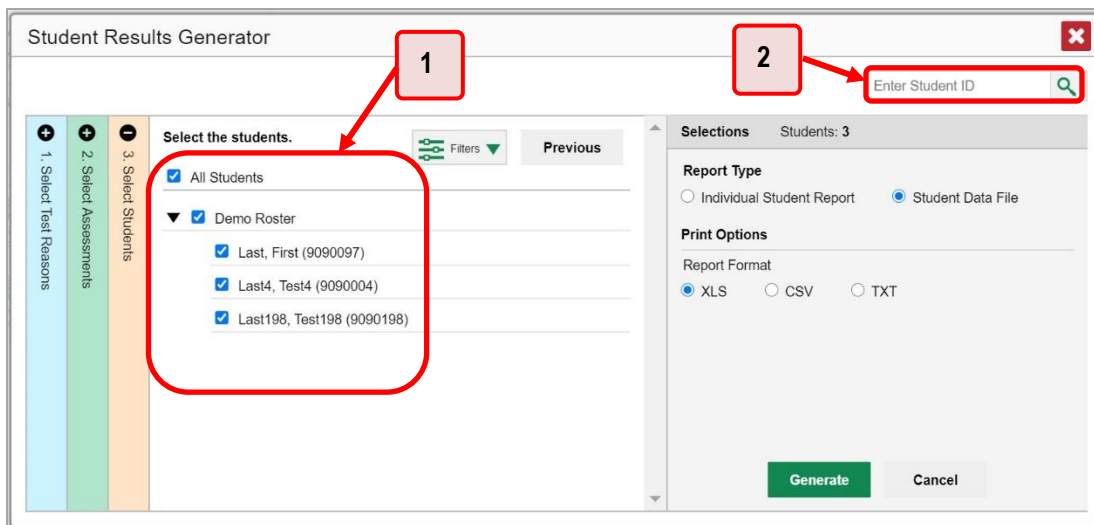 Student Results Generator
1
2
Enter Student ID
1. Select Test Reasons
2. Select Assessments
3. Select Students
Select the students.
Filters
Previous
All Students
Demo Roster
Last, First (9090097)
Last4, Test4 (9090004)
Last198, Test198 (9090198)
Selections Students: 3
Report Type
Individual Student Report Student Data File
Print Options
Report Format
XLS CSV TXT
Generate Cancel